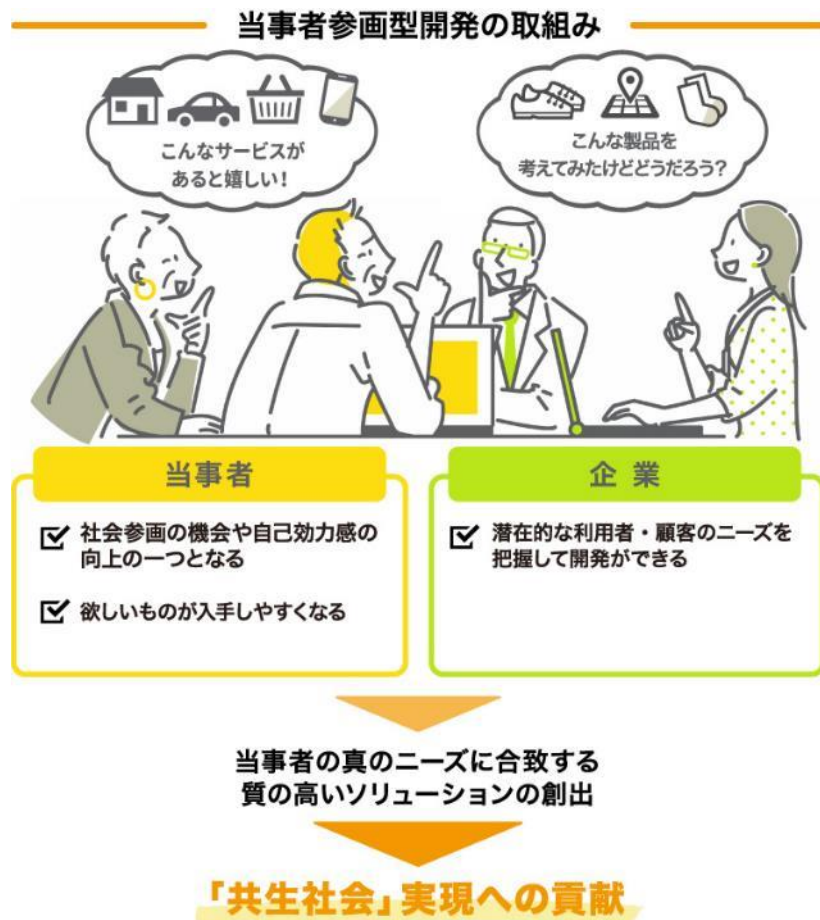 当事者参画型開発の取組み
こんなサービスが
あると嬉しい！
こんな製品を
考えてみたけどどうだろう？
当事者
社会参画の機会や自己効力感の
向上の一つとなる
欲しいものが入手しやすくなる
企業
潜在的な利用者・顧客のニーズを
把握して開発ができる
当事者の真のニーズに合致する
質の高いソリューションの創出
「共生社会」実現への貢献